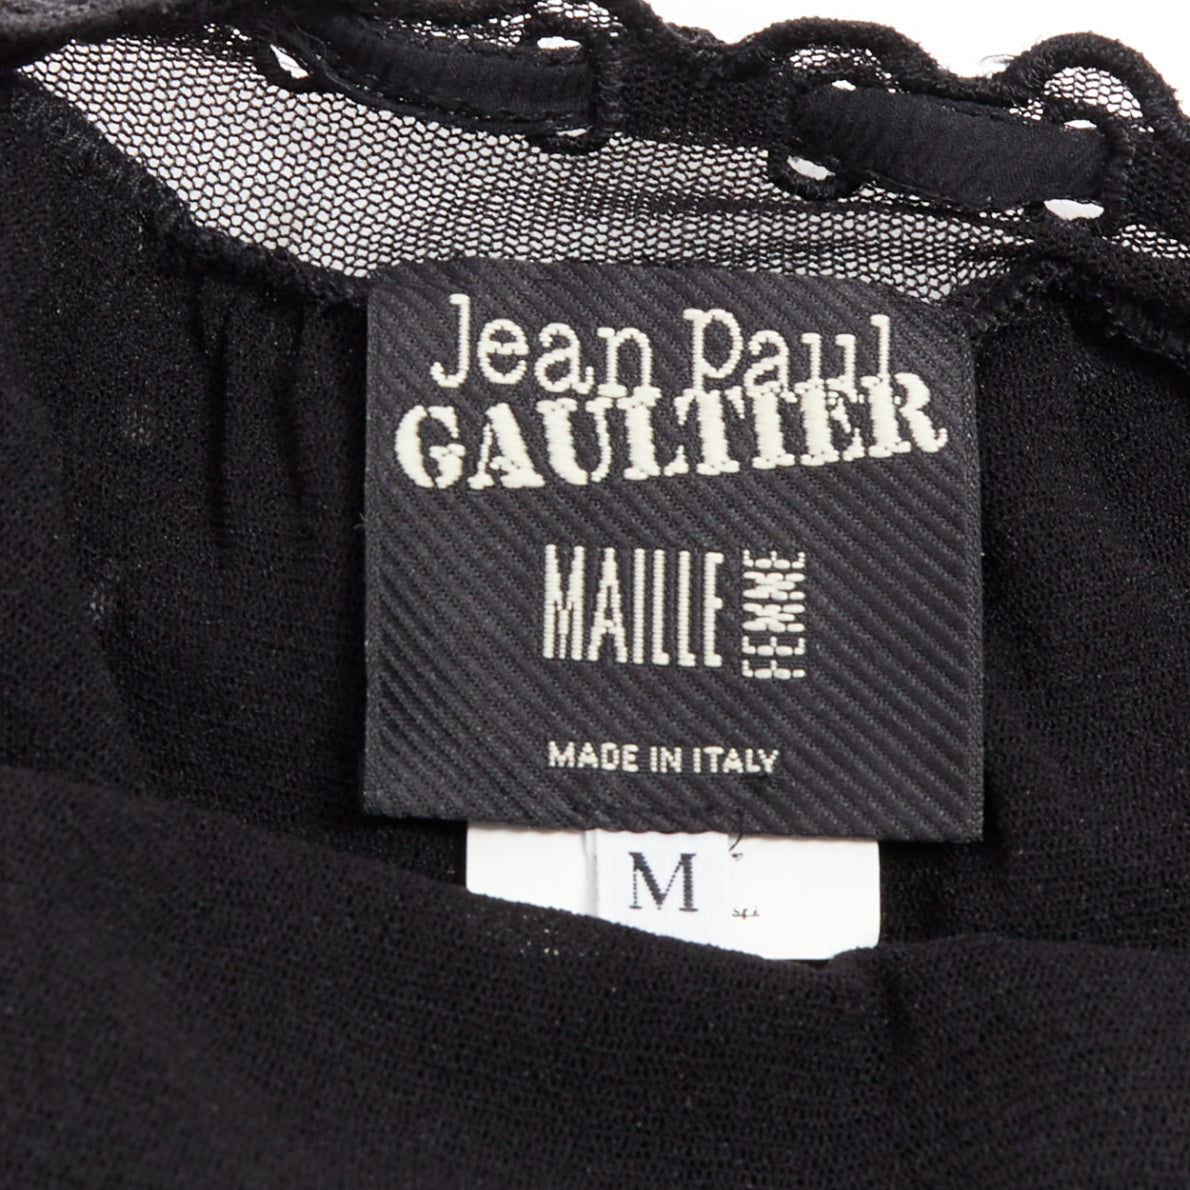 Jean Paul
GAULTIER
MAILLE FEMME
MADE IN ITALY
M
S.p.A.